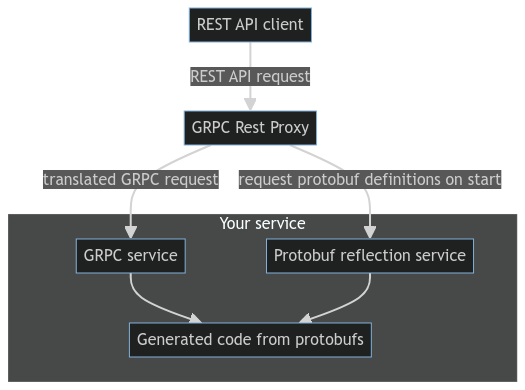 REST API client
REST API request
GRPC Rest Proxy
translated GRPC request
request protobuf definitions on start
Your service
GRPC service
Protobuf reflection service
Generated code from protobufs